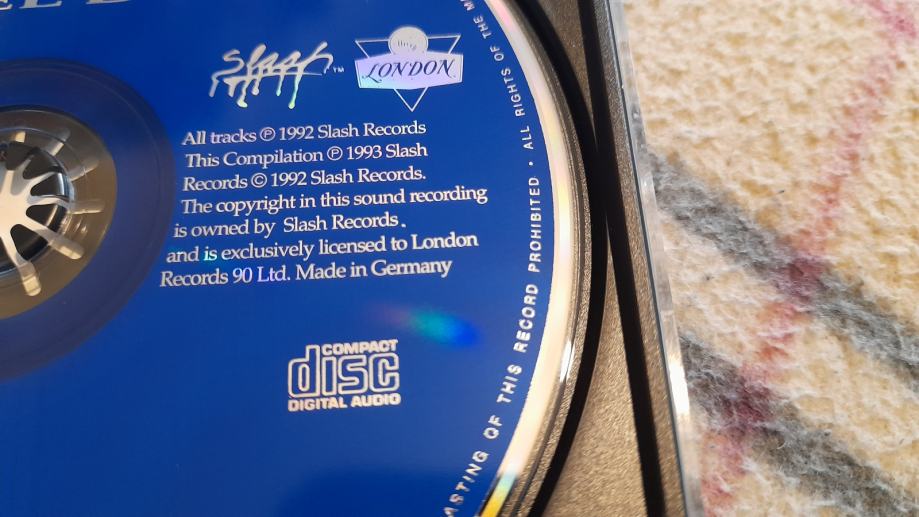 slash™
LONDON
All tracks ℗ 1992 Slash Records
This Compilation ℗ 1993 Slash
Records © 1992 Slash Records.
The copyright in this sound recording
is owned by Slash Records.
and is exclusively licensed to London
Records 90 Ltd. Made in Germany
COMPACT
disc
DIGITAL AUDIO
ASTING OF THIS RECORD PROHIBITED • ALL RIGHTS OF THE M